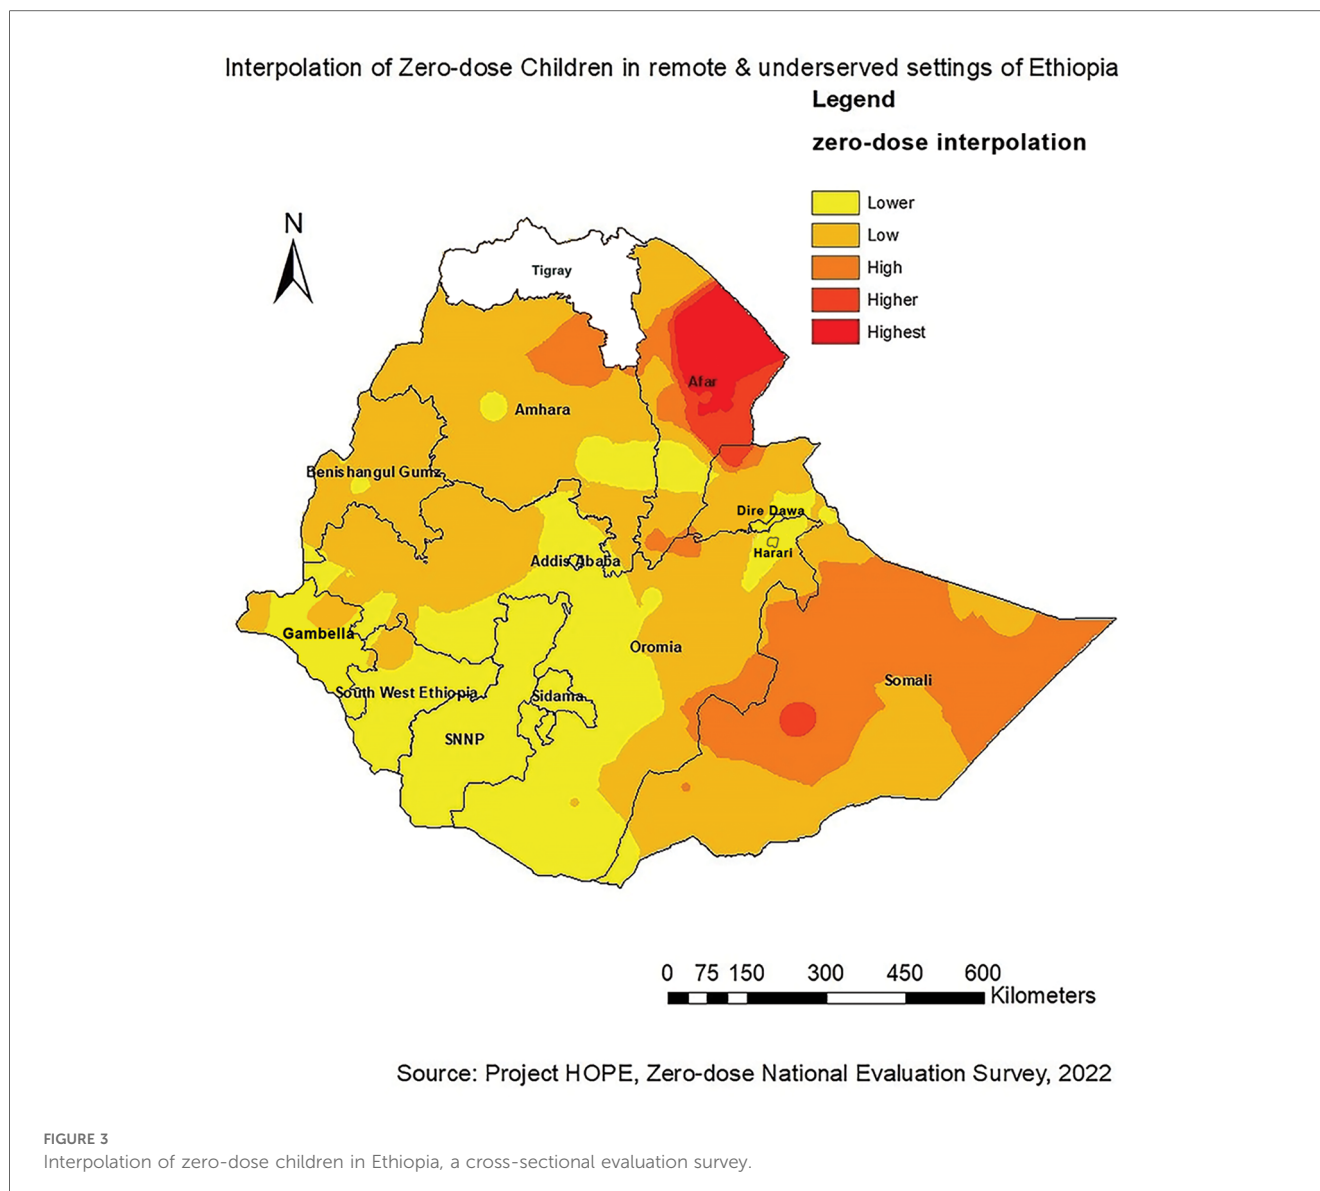 Interpolation of Zero-dose Children in remote & underserved settings of Ethiopia
Legend
zero-dose interpolation
Lower
Low
High
Higher
Highest
N
Tigray
Afar
Amhara
Benishangul Gumz
Dire Dawa
Harari
Addis Ababa
Gambella
Oromia
Somali
South West Ethiopia
Sidama
SNNP
0 75 150 300 450 600
Kilometers
Source: Project HOPE, Zero-dose National Evaluation Survey, 2022
FIGURE 3
Interpolation of zero-dose children in Ethiopia, a cross-sectional evaluation survey.